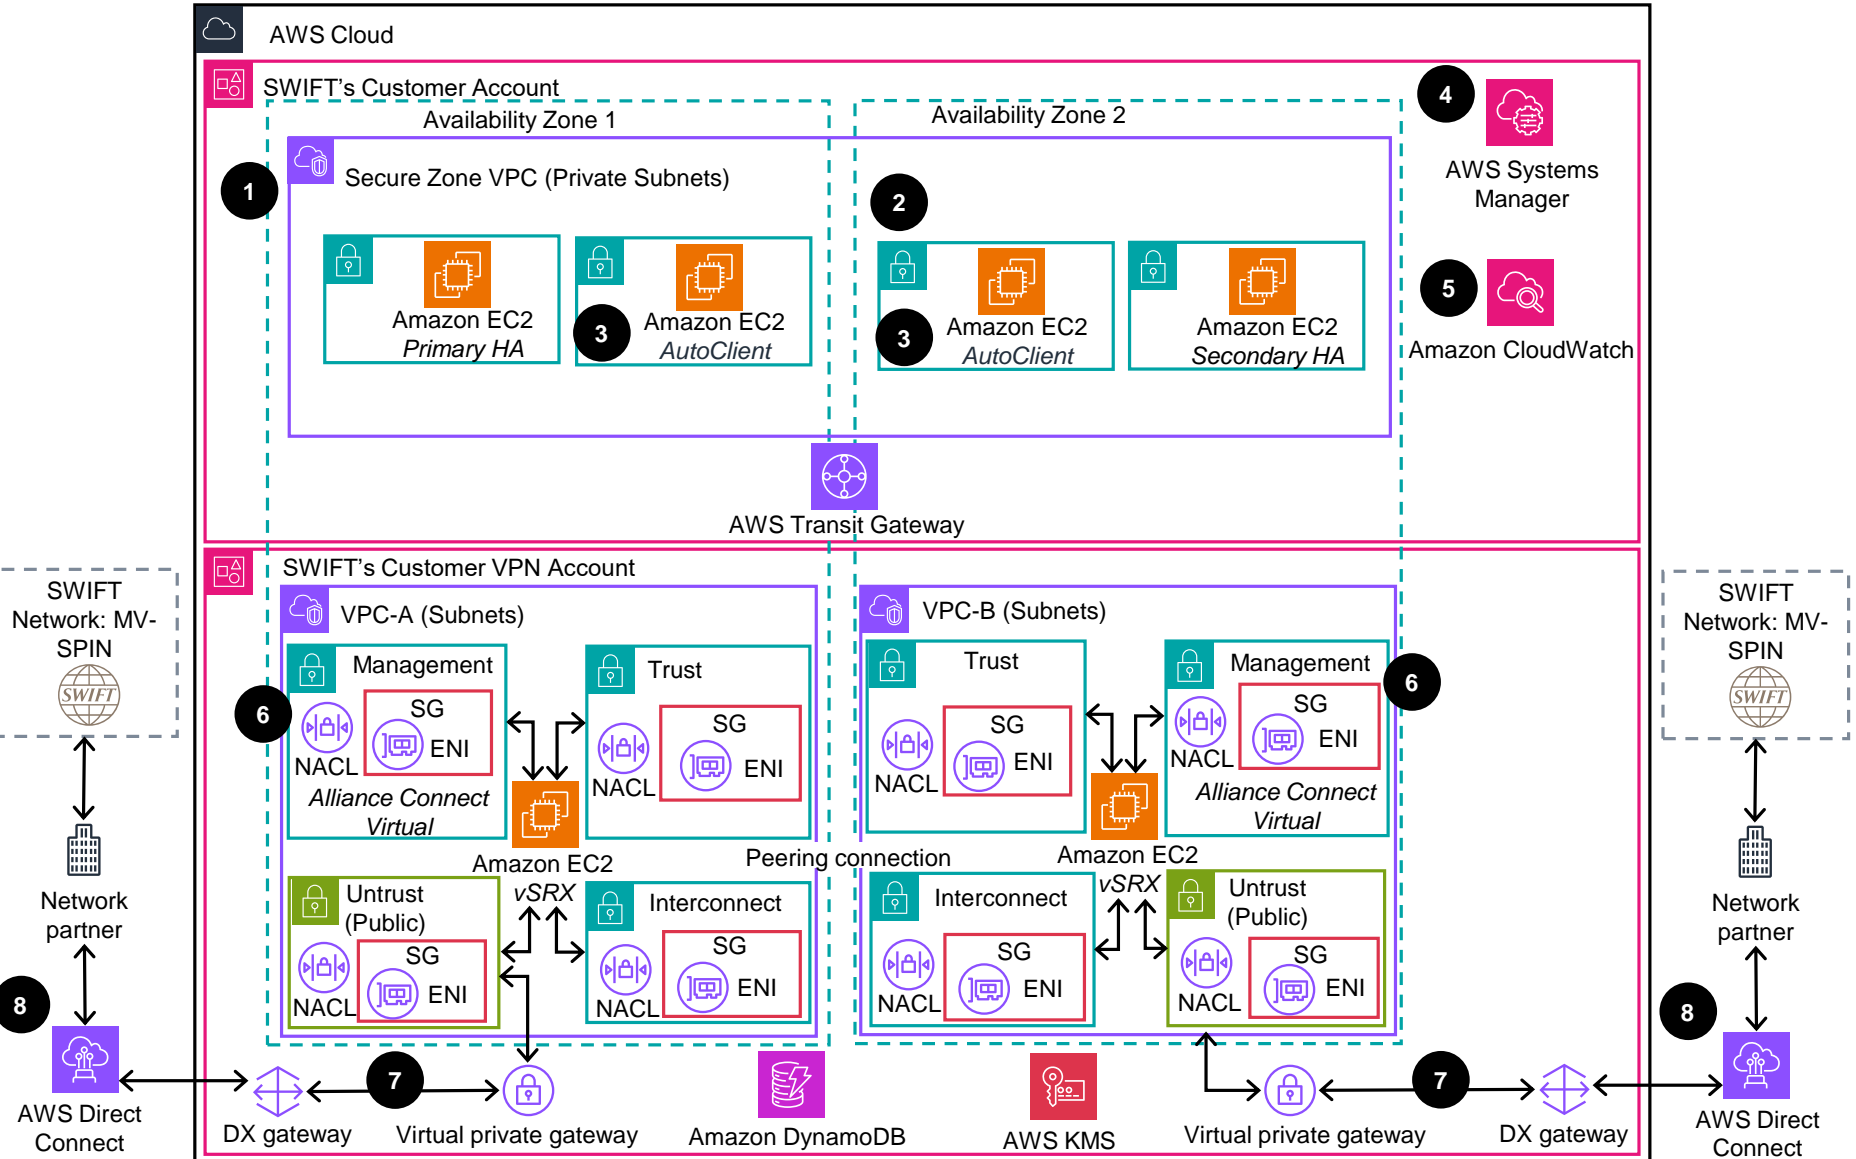 AWS Cloud
SWIFT's Customer Account
Availability Zone 1
Availability Zone 2
4
AWS Systems
Manager
1
Secure Zone VPC (Private Subnets)
2
Amazon EC2
Primary HA
3
Amazon EC2
AutoClient
3
Amazon EC2
AutoClient
Amazon EC2
Secondary HA
5
Amazon CloudWatch
AWS Transit Gateway
SWIFT's Customer VPN Account
SWIFT
Network: MV-
SPIN
SWIFT
Network
partner
8
AWS Direct
Connect
VPC-A (Subnets)
6
Management
SG
ENI
NACL
Alliance Connect
Virtual
Trust
SG
ENI
NACL
Amazon EC2
vSRX
Untrust
(Public)
SG
ENI
NACL
Interconnect
SG
ENI
NACL
Peering connection
VPC-B (Subnets)
Trust
SG
ENI
NACL
6
Management
SG
ENI
NACL
Alliance Connect
Virtual
Amazon EC2
vSRX
Interconnect
SG
ENI
NACL
Untrust
(Public)
SG
ENI
NACL
DX gateway
7
Virtual private gateway
Amazon DynamoDB
AWS KMS
Virtual private gateway
7
DX gateway
SWIFT
Network: MV-
SPIN
SWIFT
Network
partner
8
AWS Direct
Connect